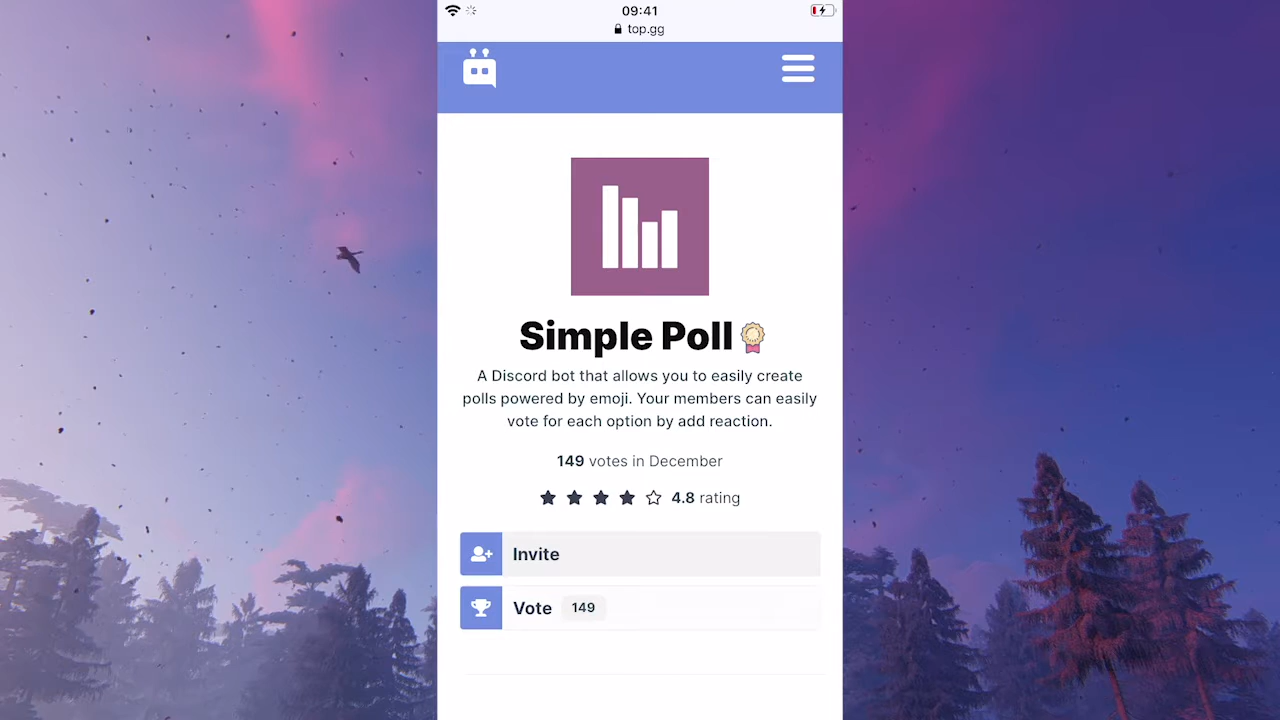 09:41
top.gg
Simple Poll
A Discord bot that allows you to easily create
polls powered by emoji. Your members can easily
vote for each option by add reaction.
149 votes in December
4.8 rating
Invite
Vote 149